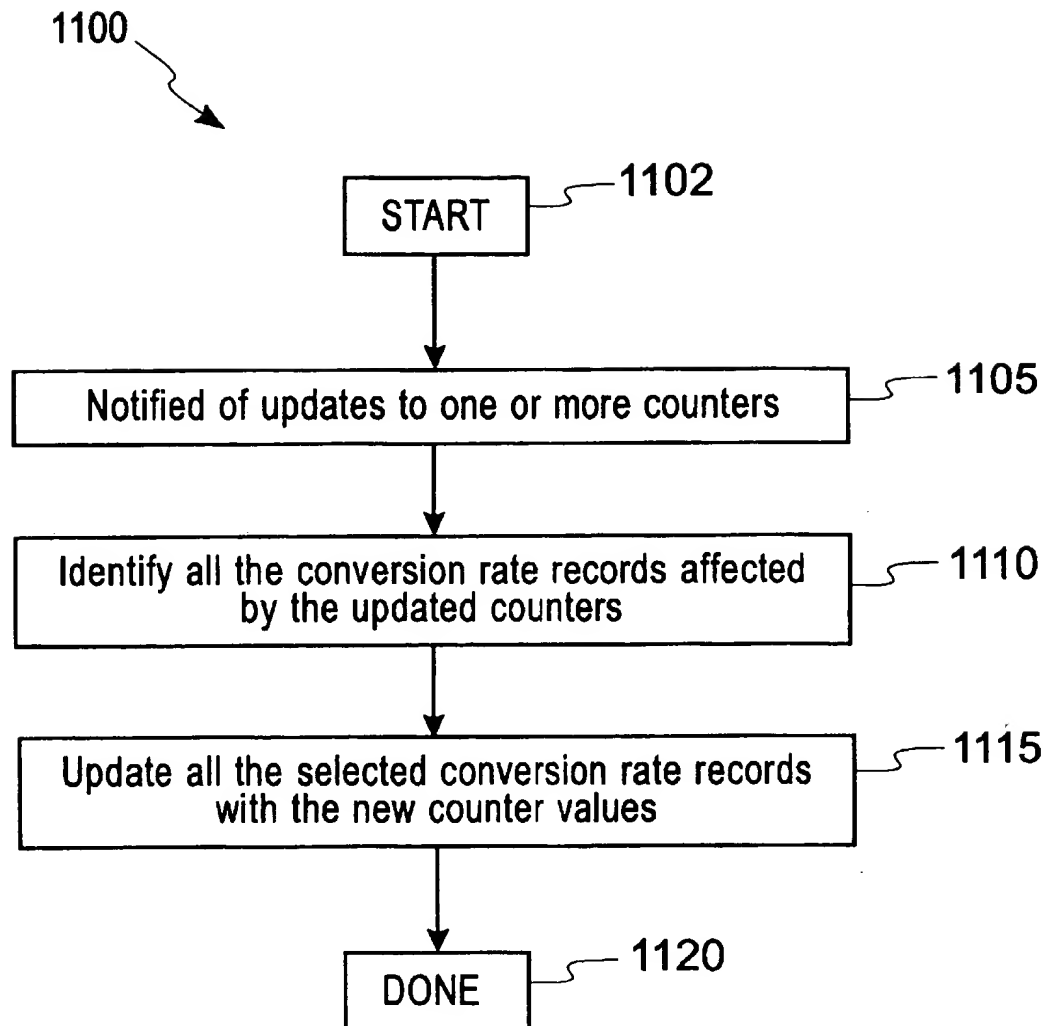 1100
START
1102
Notified of updates to one or more counters
1105
Identify all the conversion rate records affected
by the updated counters
1110
Update all the selected conversion rate records
with the new counter values
1115
DONE
1120